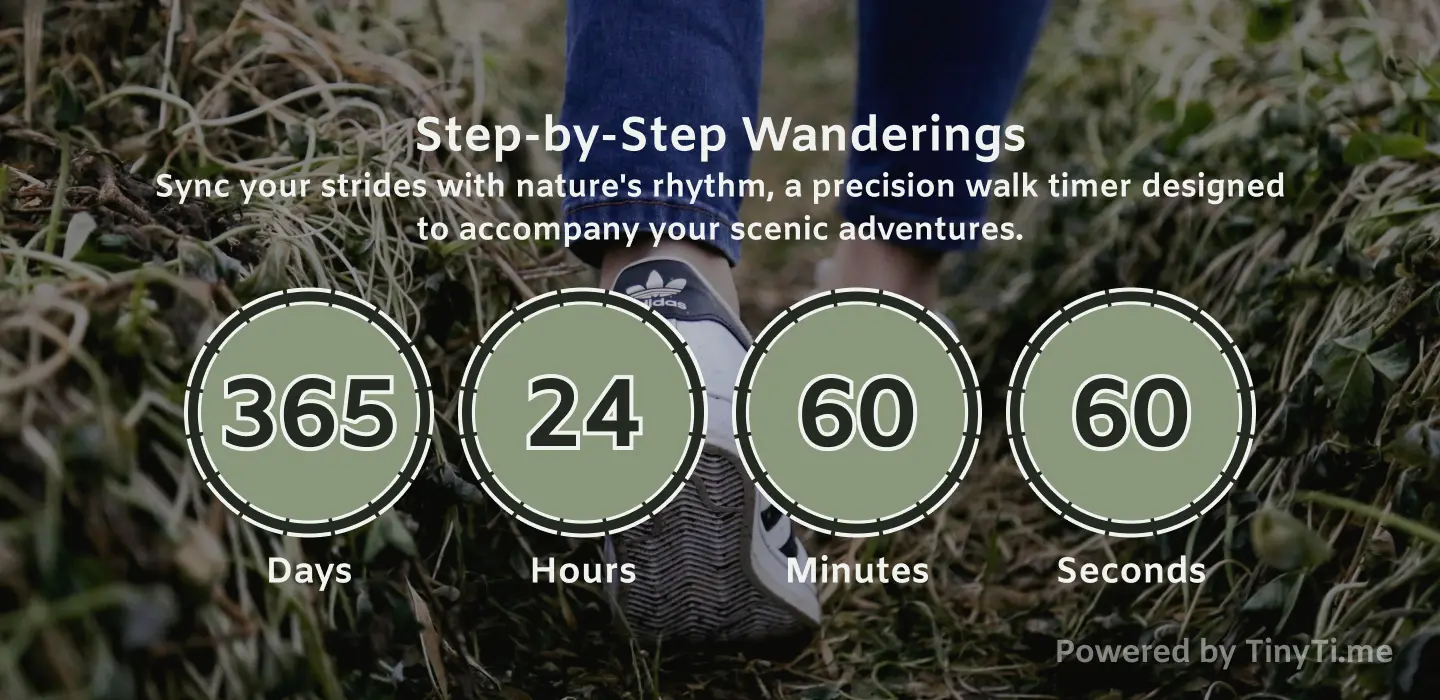 Step-by-Step Wanderings
Sync your strides with nature's rhythm, a precision walk timer designed
to accompany your scenic adventures.
adidas
365 24 60 60
Days Hours Minutes Seconds
Powered by TinyTi.me